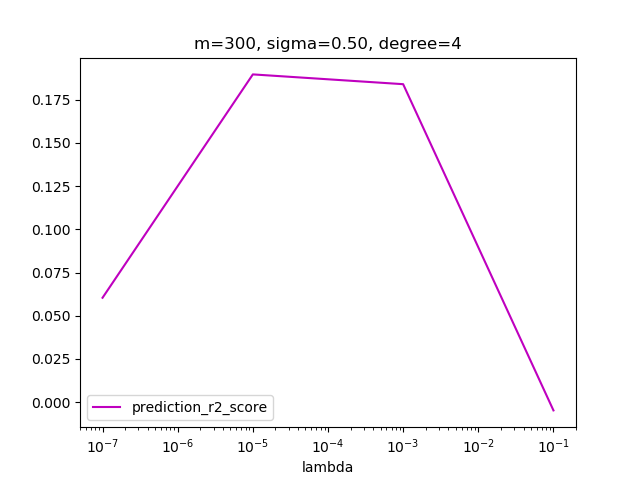 m=300, sigma=0.50, degree=4
0.175
0.150
0.125
0.100
0.075
0.050
0.025
0.000
prediction_r2_score
10⁻⁷ 10⁻⁶ 10⁻⁵ 10⁻⁴ 10⁻³ 10⁻² 10⁻¹
lambda